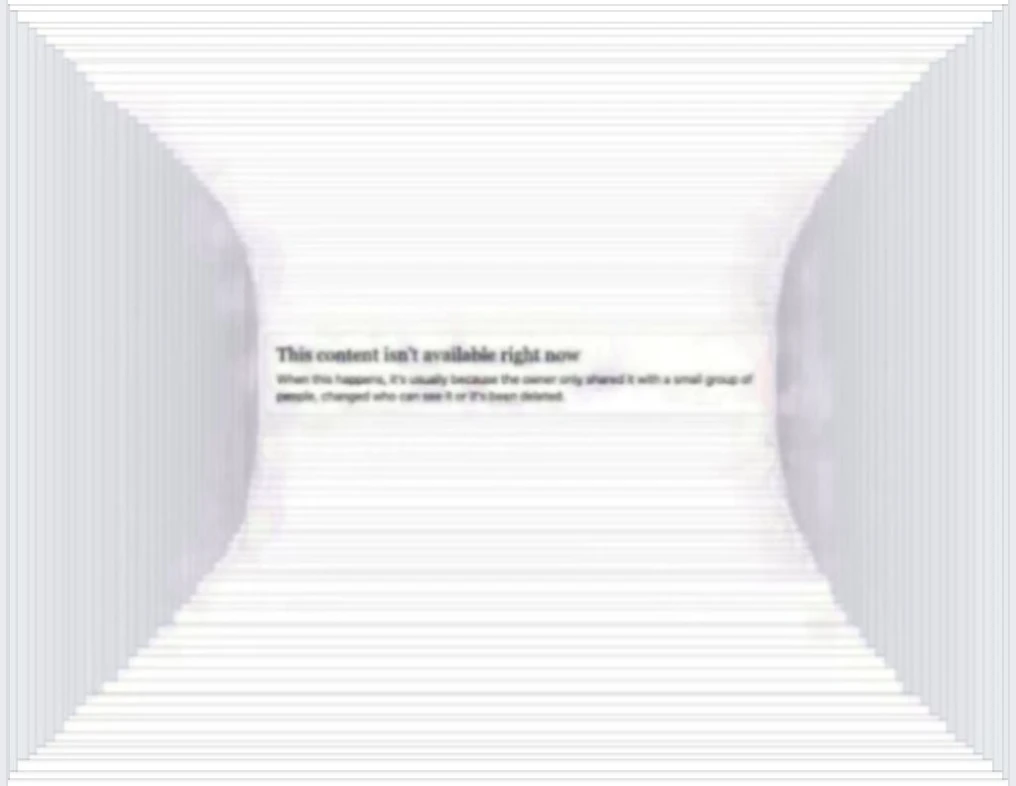 This content isn't available right now
When this happens, it's usually because the owner only shared it with a small group of
people, changed who can see it or it's been deleted.